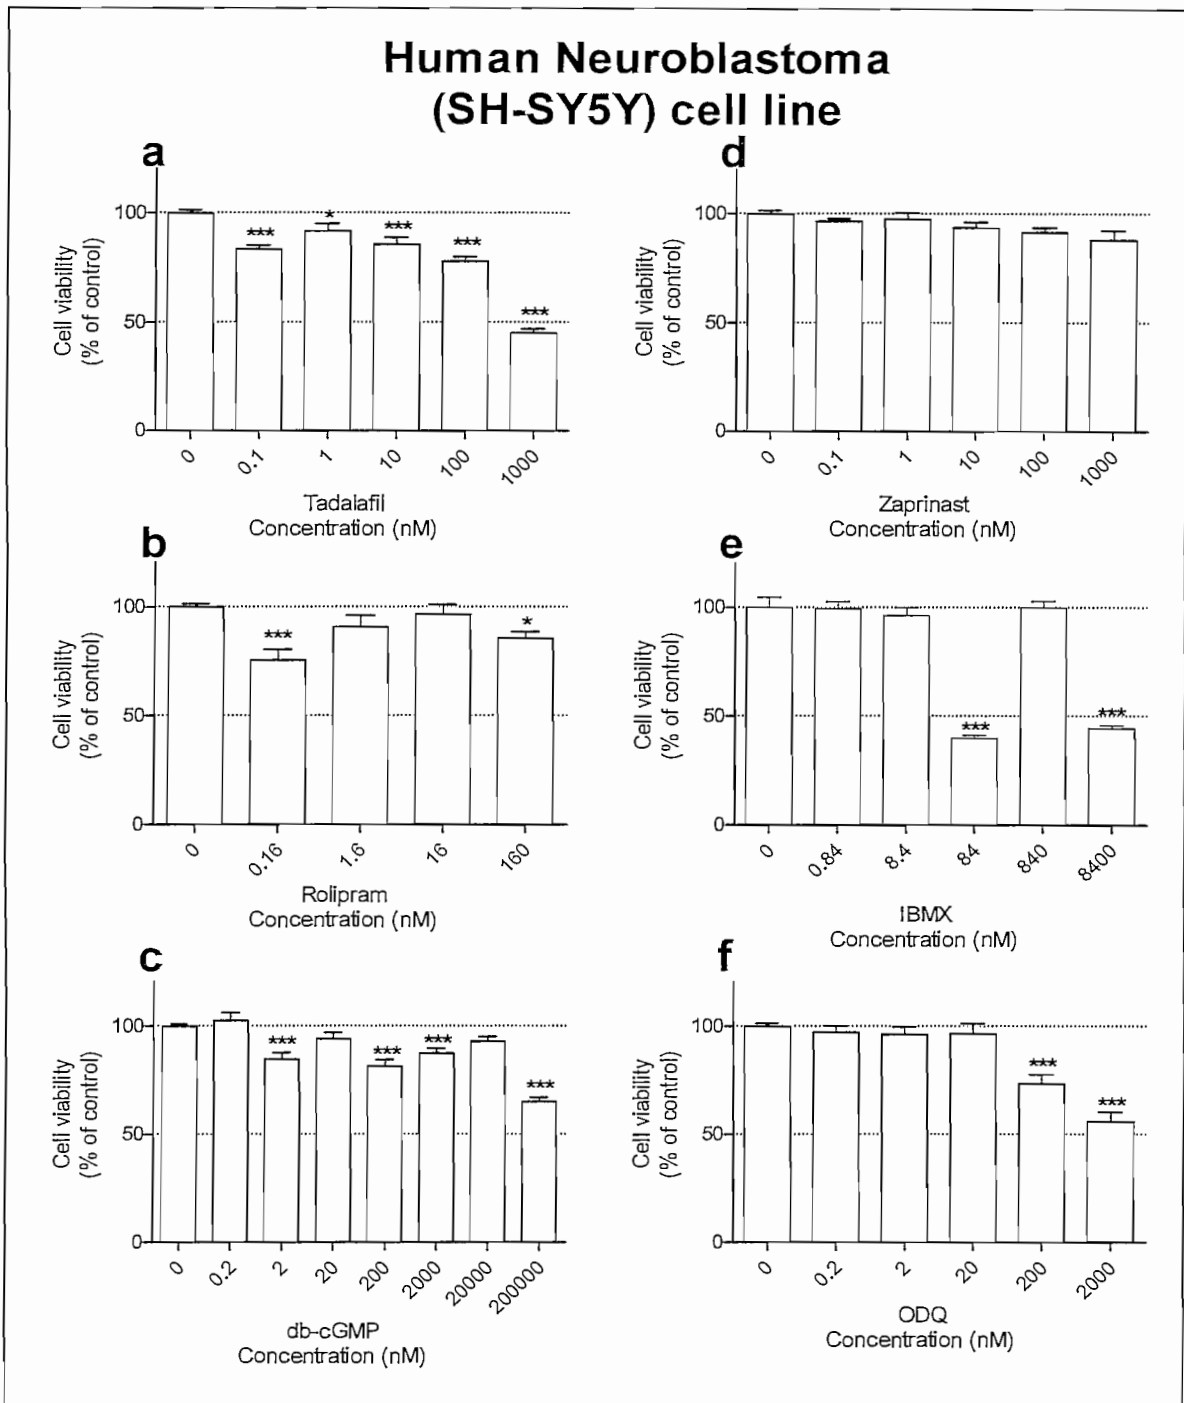 Human Neuroblastoma
(SH-SY5Y) cell line
a
Cell viability
(% of control)
100
50
0
*** * *** *** ***
0 0.1 1 10 100 1000
Tadalafil
Concentration (nM)
d
Cell viability
(% of control)
100
50
0
0 0.1 1 10 100 1000
Zaprinast
Concentration (nM)
b
Cell viability
(% of control)
100
50
0
*** *
0 0.16 1.6 16 160
Rolipram
Concentration (nM)
e
Cell viability
(% of control)
100
50
0
*** ***
0 0.84 8.4 84 840 8400
IBMX
Concentration (nM)
c
Cell viability
(% of control)
100
50
0
*** *** *** ***
0 0.2 2 20 200 2000 20000 200000
db-cGMP
Concentration (nM)
f
Cell viability
(% of control)
100
50
0
*** ***
0 0.2 2 20 200 2000
ODQ
Concentration (nM)